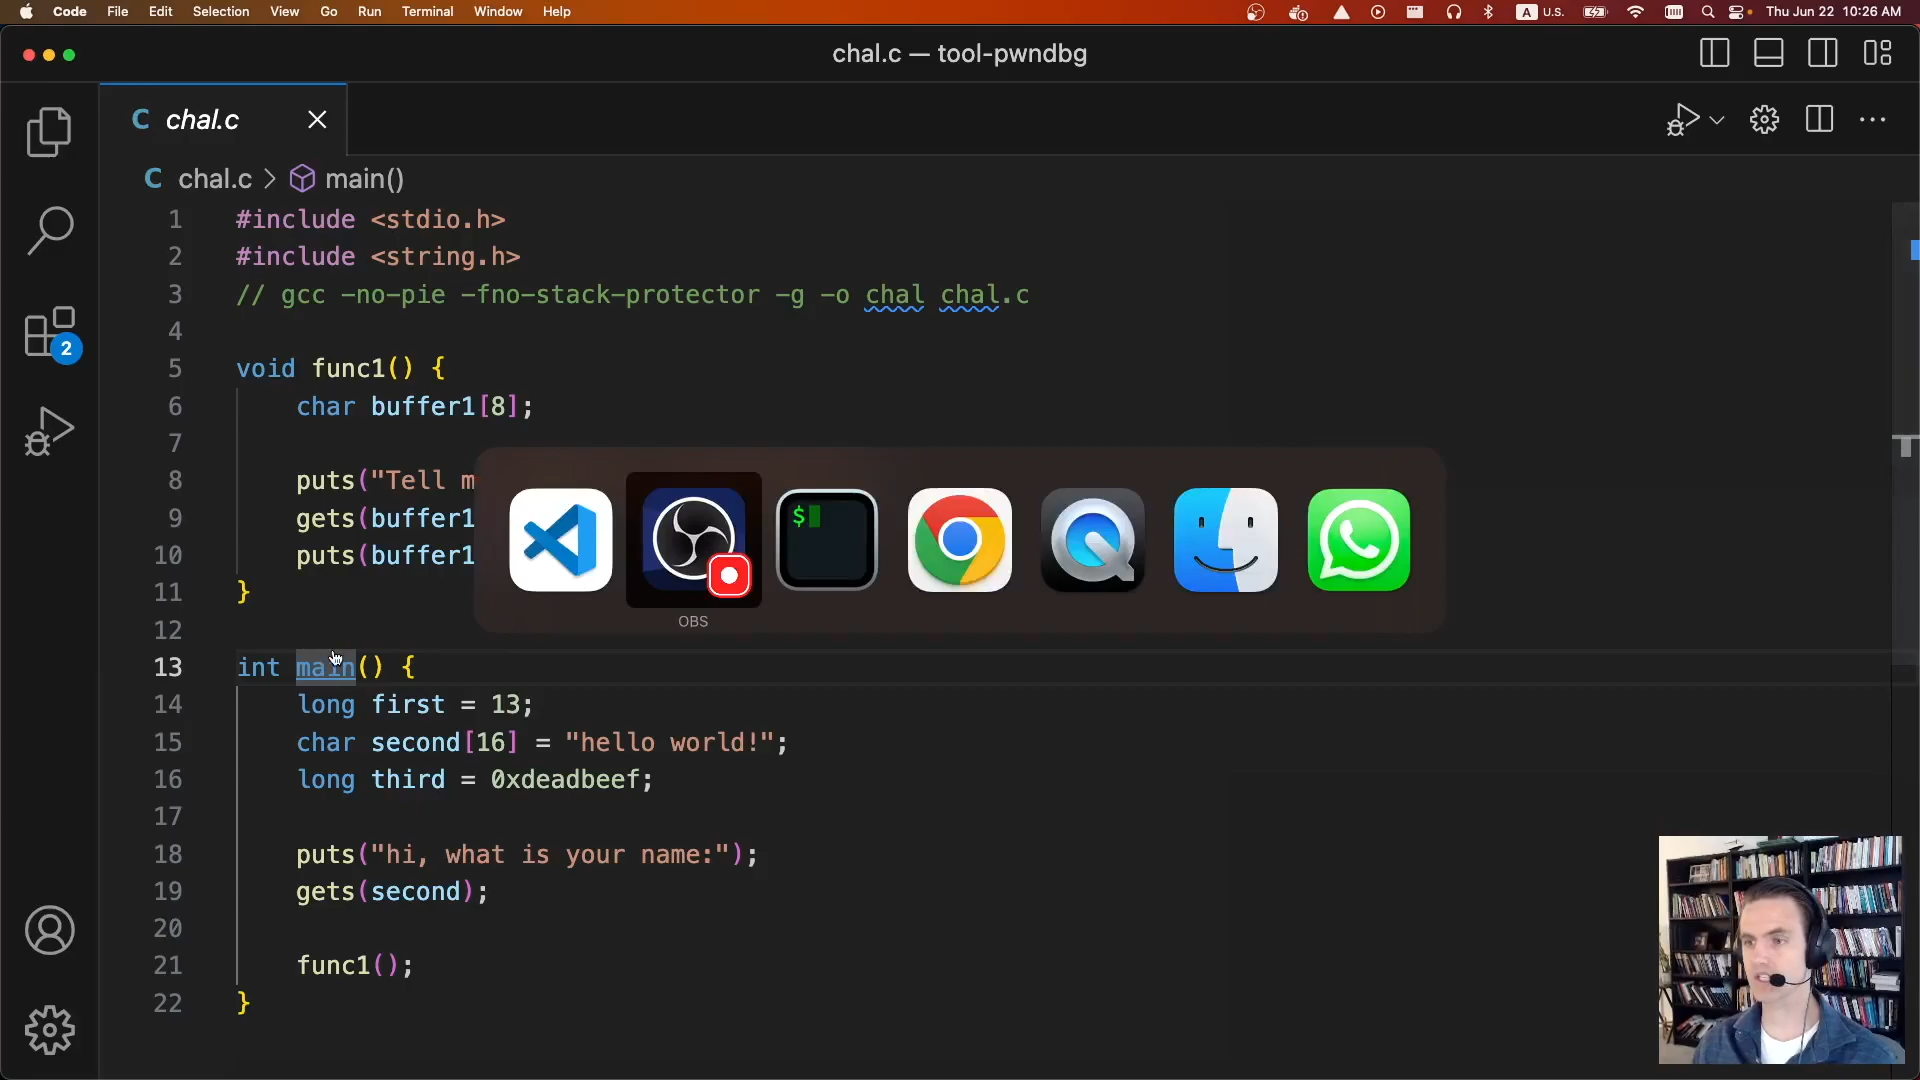 Code File Edit Selection View Go Run Terminal Window Help
A U.S. Thu Jun 22 10:26 AM
chal.c — tool-pwndbg
C chal.c
C chal.c > main()
1 #include <stdio.h>
2 #include <string.h>
3 // gcc -no-pie -fno-stack-protector -g -o chal chal.c
4
5 void func1() {
6 char buffer1[8];
7
8 puts("Tell m
9 gets(buffer1
10 puts(buffer1
11 }
12
13 int main() {
14 long first = 13;
15 char second[16] = "hello world!";
16 long third = 0xdeadbeef;
17
18 puts("hi, what is your name:");
19 gets(second);
20
21 func1();
22 }
2
$
OBS